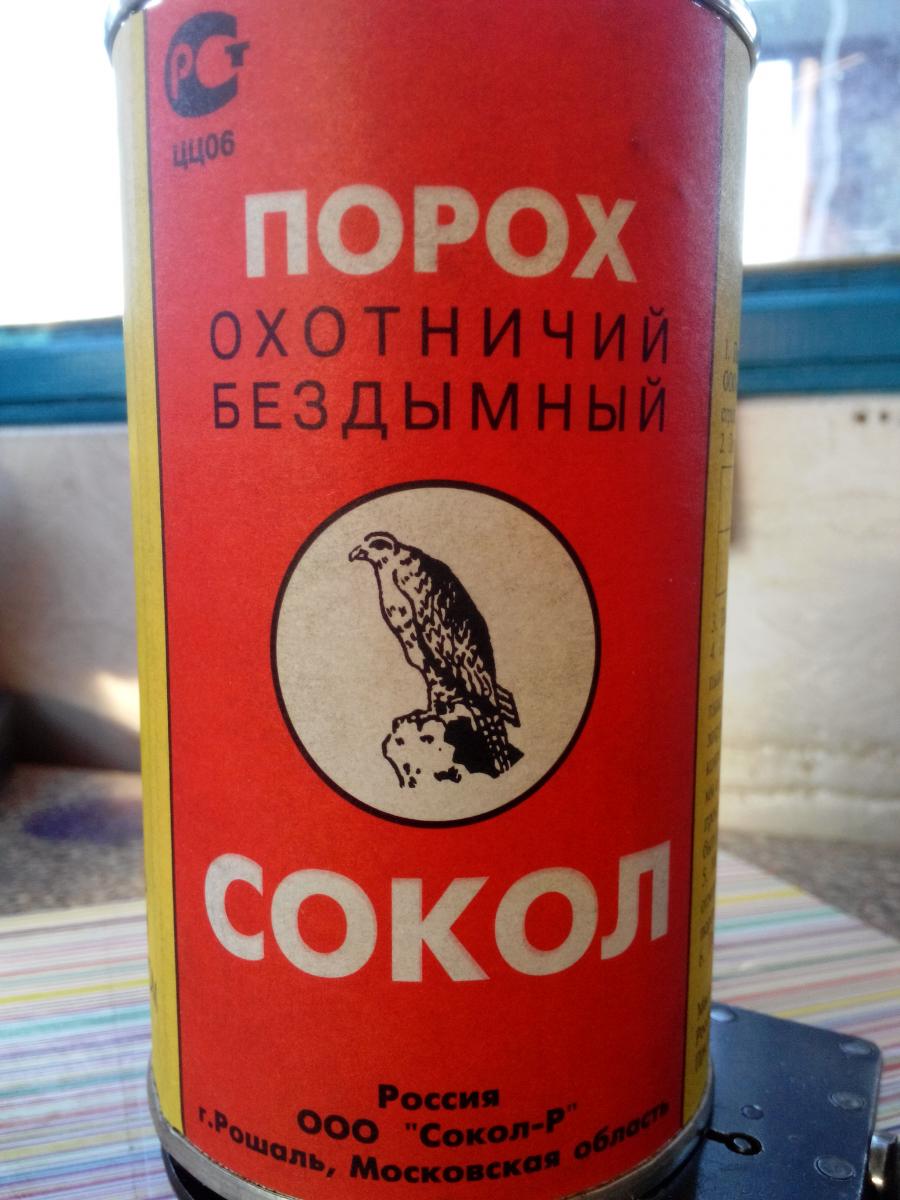 РСТ
ЦЦ06
ПОРОХ
ОХОТНИЧИЙ
БЕЗДЫМНЫЙ
СОКОЛ
Россия
ООО "Сокол-Р"
г.Рошаль, Московская область